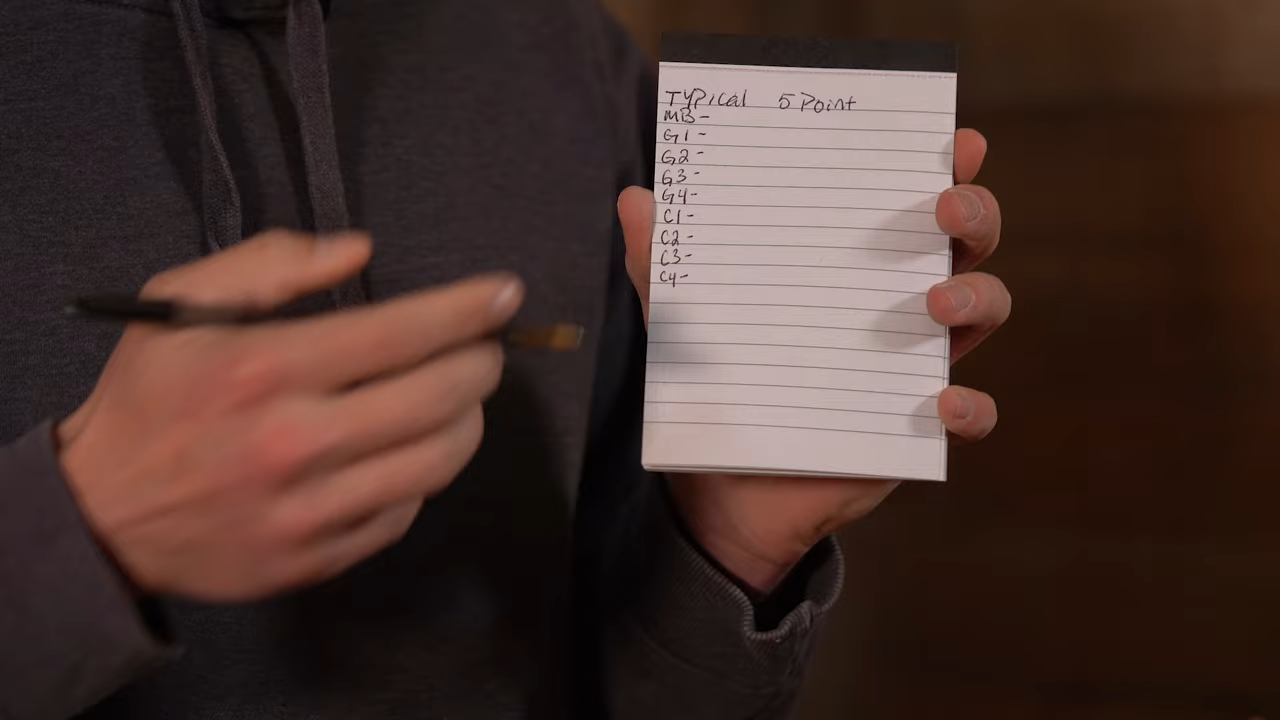 Typical 5 Point
MB-
G1-
G2-
G3-
G4-
C1-
C2-
C3-
C4-